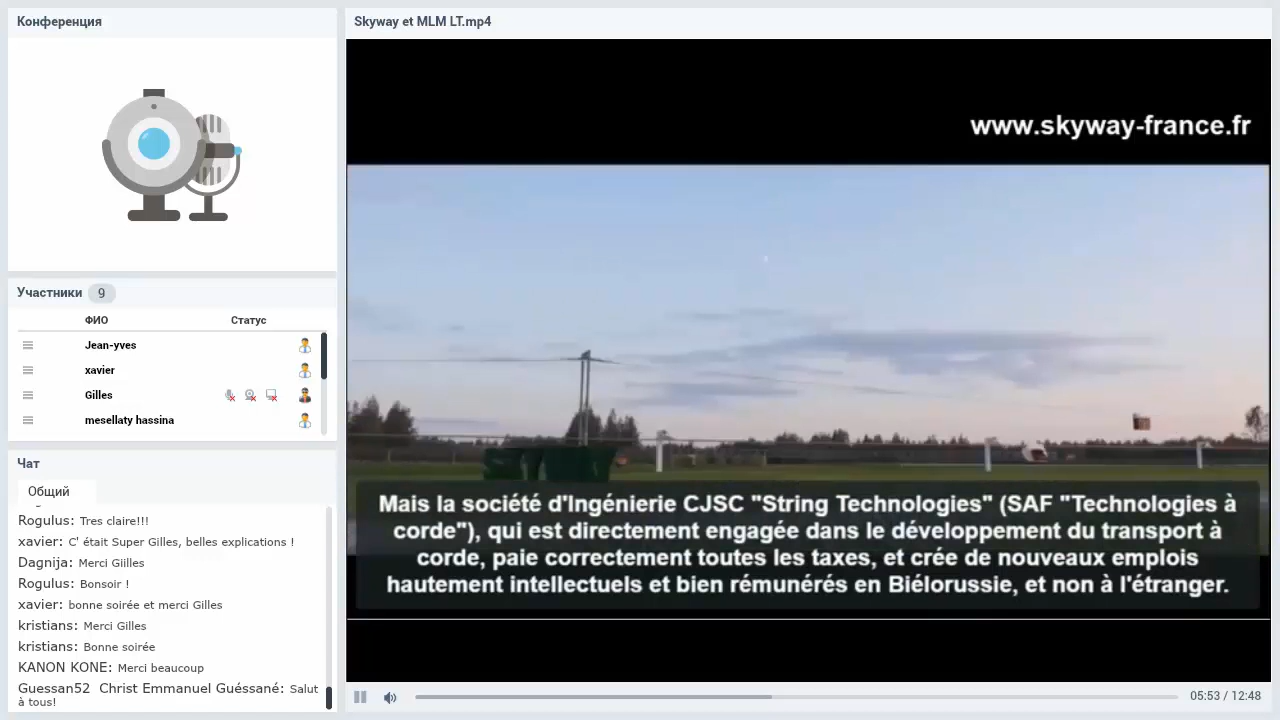 Конференция
Участники 9
ФИО Статус
Jean-yves
xavier
Gilles
mesellaty hassina
Чат
Общий
Rogulus: Tres claire!!!
xavier: C' était Super Gilles, belles explications !
Dagnija: Merci Giilles
Rogulus: Bonsoir !
xavier: bonne soirée et merci Gilles
kristians: Merci Gilles
kristians: Bonne soirée
KANON KONE: Merci beaucoup
Guessan52 Christ Emmanuel Guéssané: Salut
à tous!
Skyway et MLM LT.mp4
www.skyway-france.fr
Mais la société d'Ingénierie CJSC "String Technologies" (SAF "Technologies à
corde"), qui est directement engagée dans le développement du transport à
corde, paie correctement toutes les taxes, et crée de nouveaux emplois
hautement intellectuels et bien rémunérés en Biélorussie, et non à l'étranger.
05:53 / 12:48